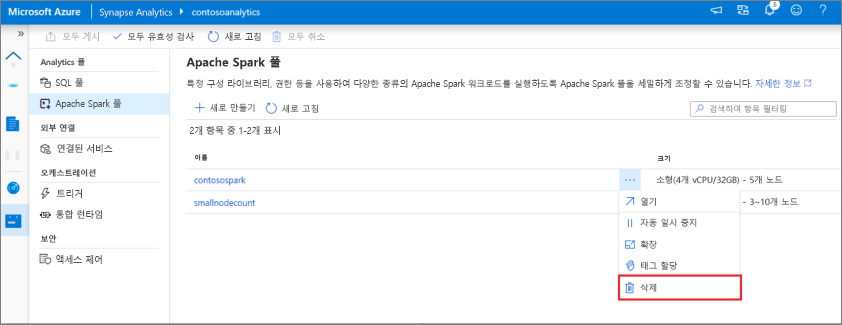 Microsoft Azure
Synapse Analytics
contosoanalytics
5
모두 게시
모두 유효성 검사
새로 고침
모두 취소
Analytics 풀
SQL 풀
Apache Spark 풀
외부 연결
연결된 서비스
오케스트레이션
트리거
통합 런타임
보안
액세스 제어
Apache Spark 풀
특정 구성 라이브러리, 권한 등을 사용하여 다양한 종류의 Apache Spark 워크로드를 실행하도록 Apache Spark 풀을 세밀하게 조정할 수 있습니다. 자세한 정보
새로 만들기
새로 고침
검색하여 항목 필터링
2개 항목 중 1-2개 표시
이름
크기
contosospark
소형(4개 vCPU/32GB) - 5개 노드
smallnodecount
- 3~10개 노드
열기
자동 일시 중지
확장
태그 할당
삭제